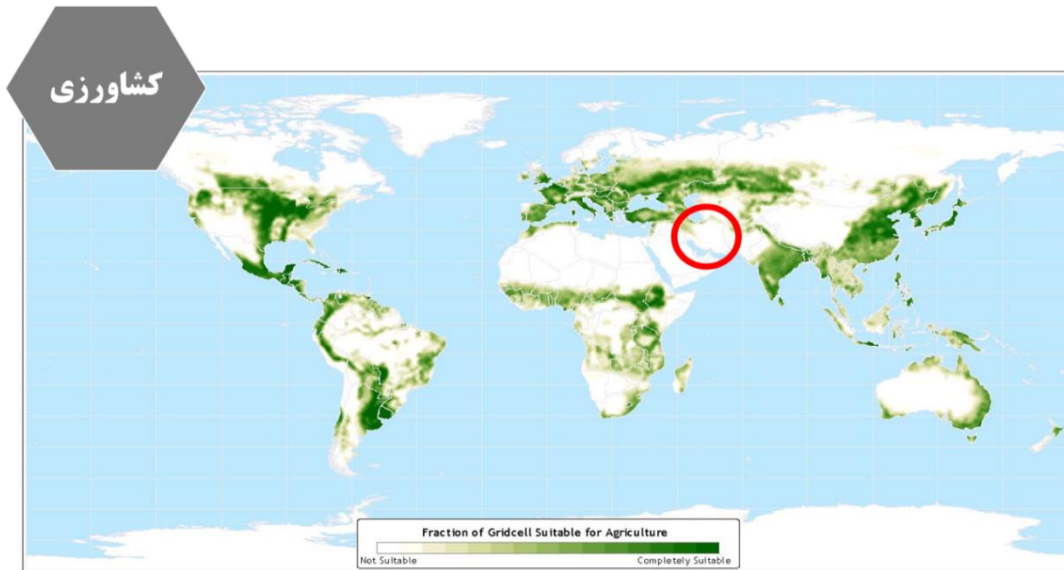 کشاورزی
Fraction of Gridcell Suitable for Agriculture
Not Suitable Completely Suitable